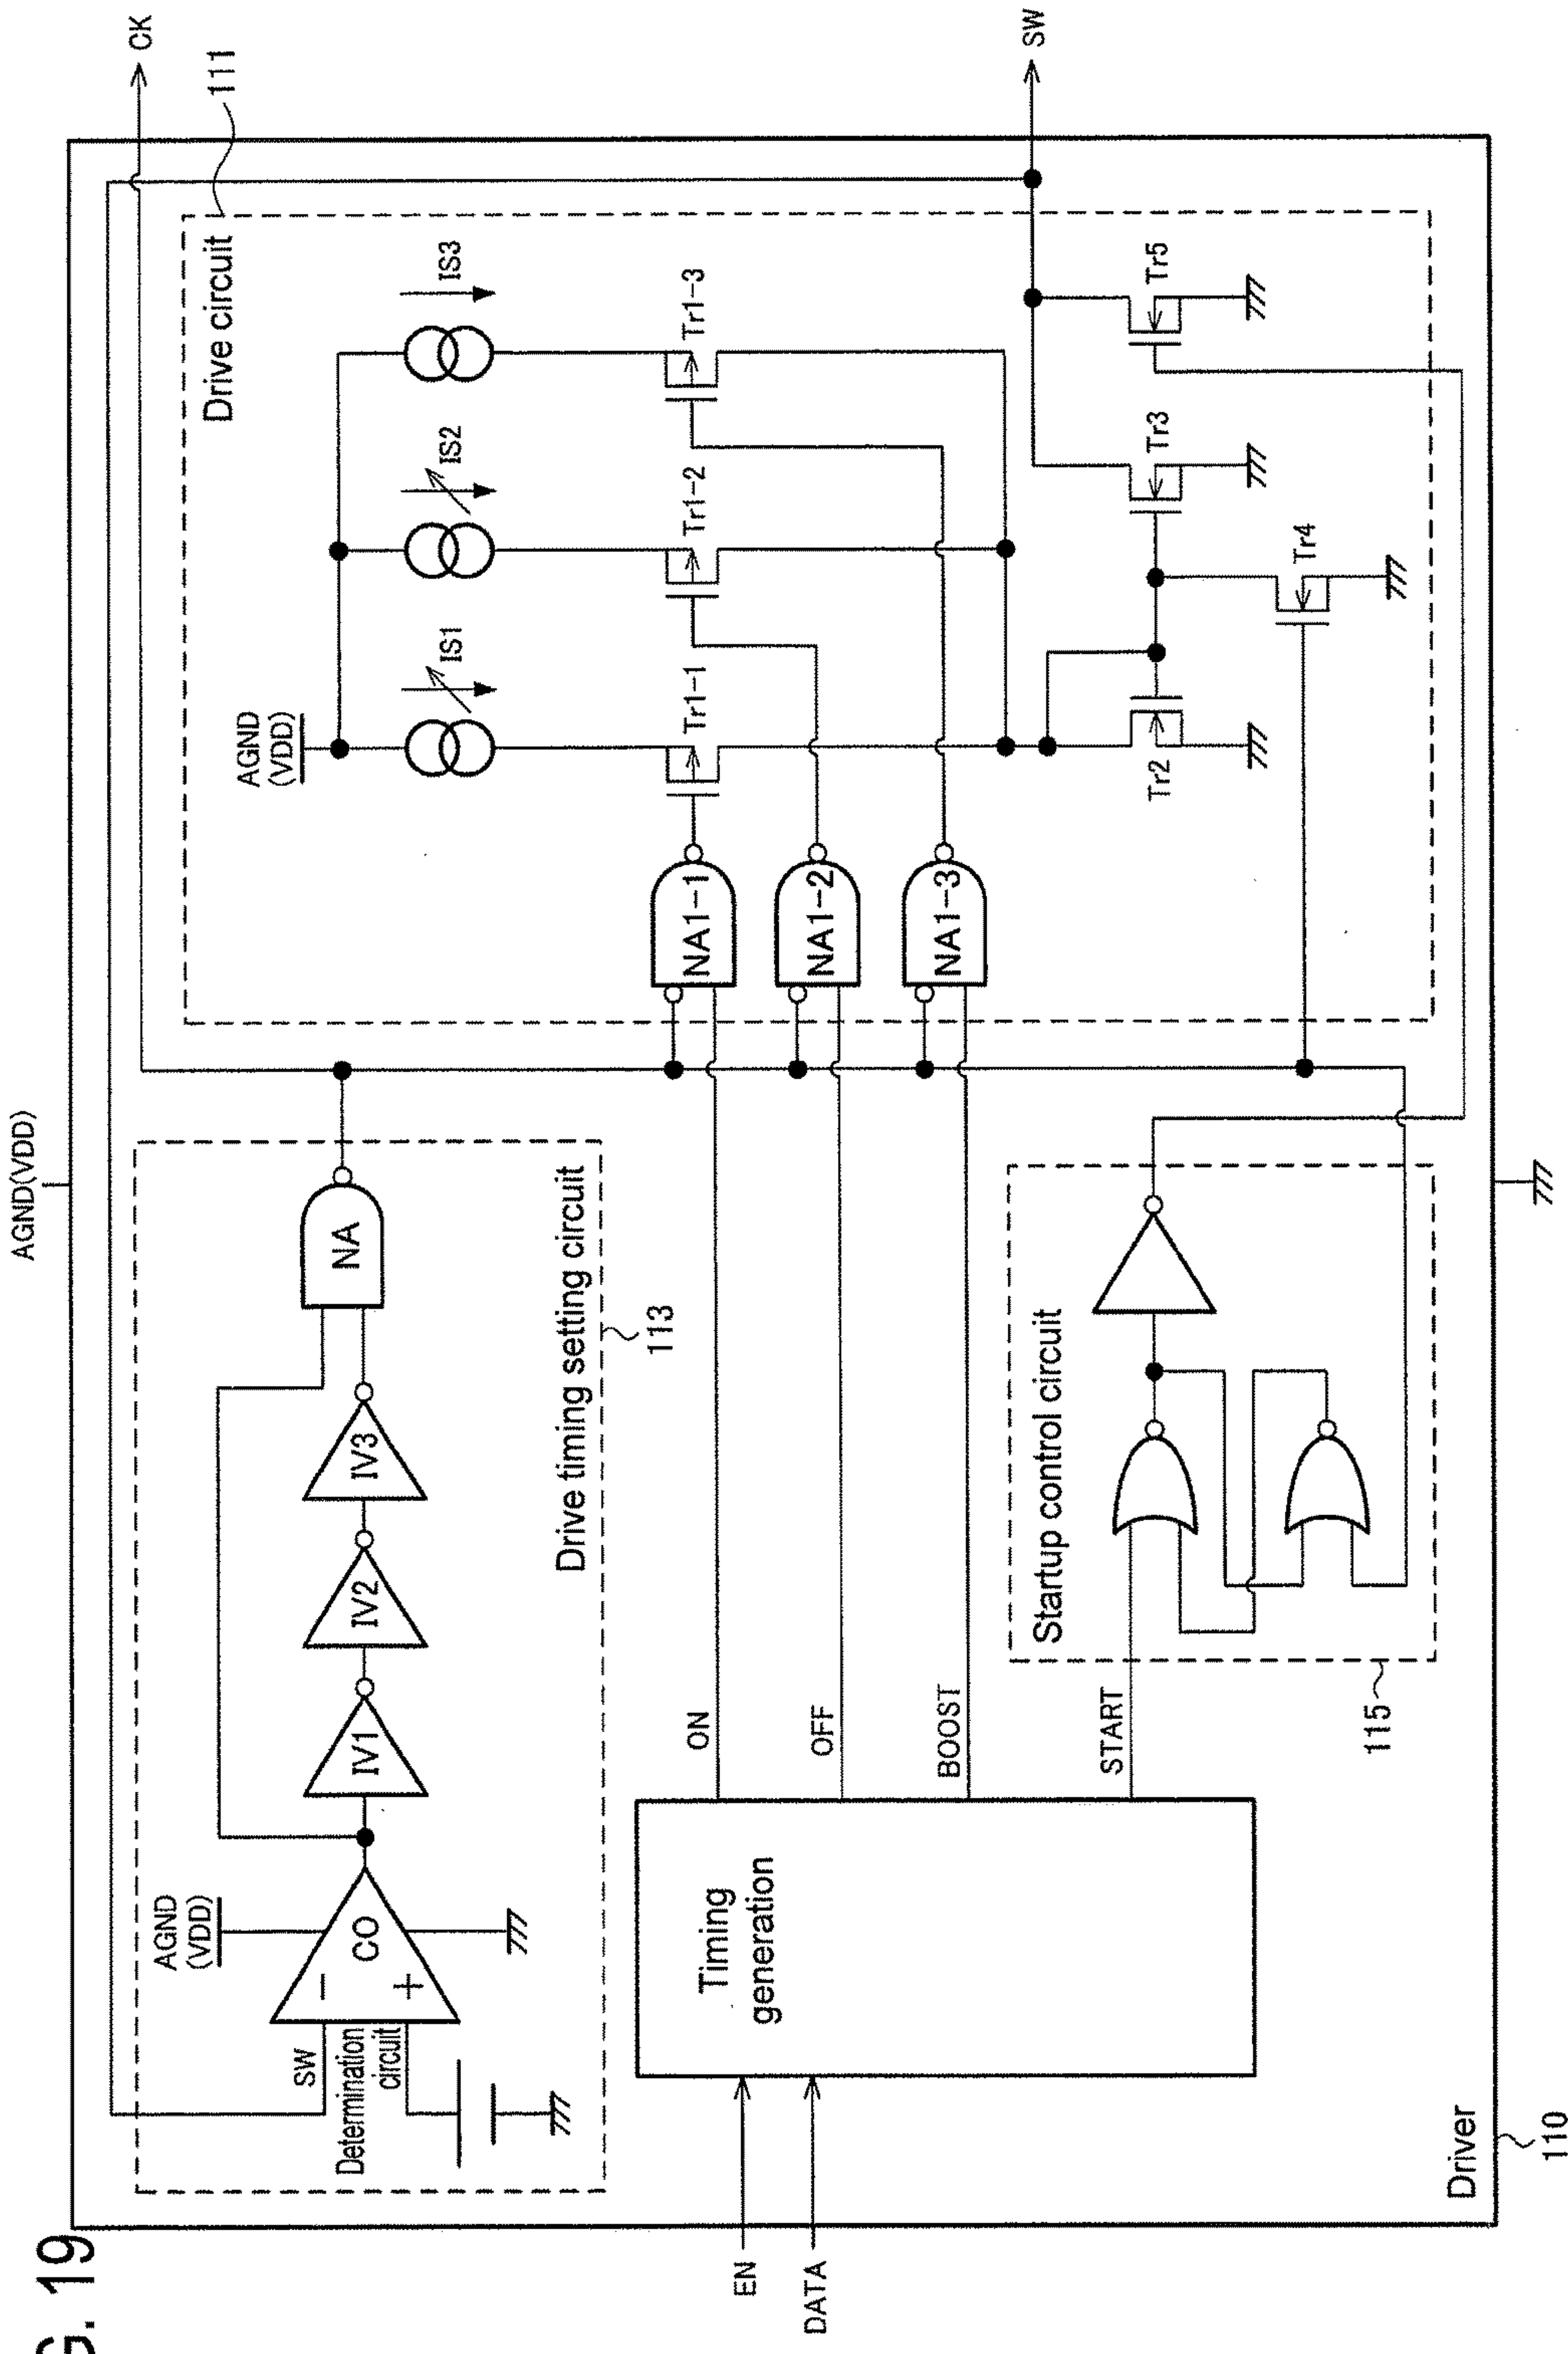 G. 19
AGND(VDD)
CK
111
Drive circuit
AGND
(VDD)
IS1
IS2
IS3
Tr1-1
Tr1-2
Tr1-3
NA1-1
NA1-2
NA1-3
Tr2
Tr3
Tr4
Tr5
SW
AGND
(VDD)
SW
Determination
circuit
−
+
CO
IV1
IV2
IV3
NA
Drive timing setting circuit
113
EN
DATA
Timing
generation
ON
OFF
BOOST
START
Startup control circuit
115
Driver
110